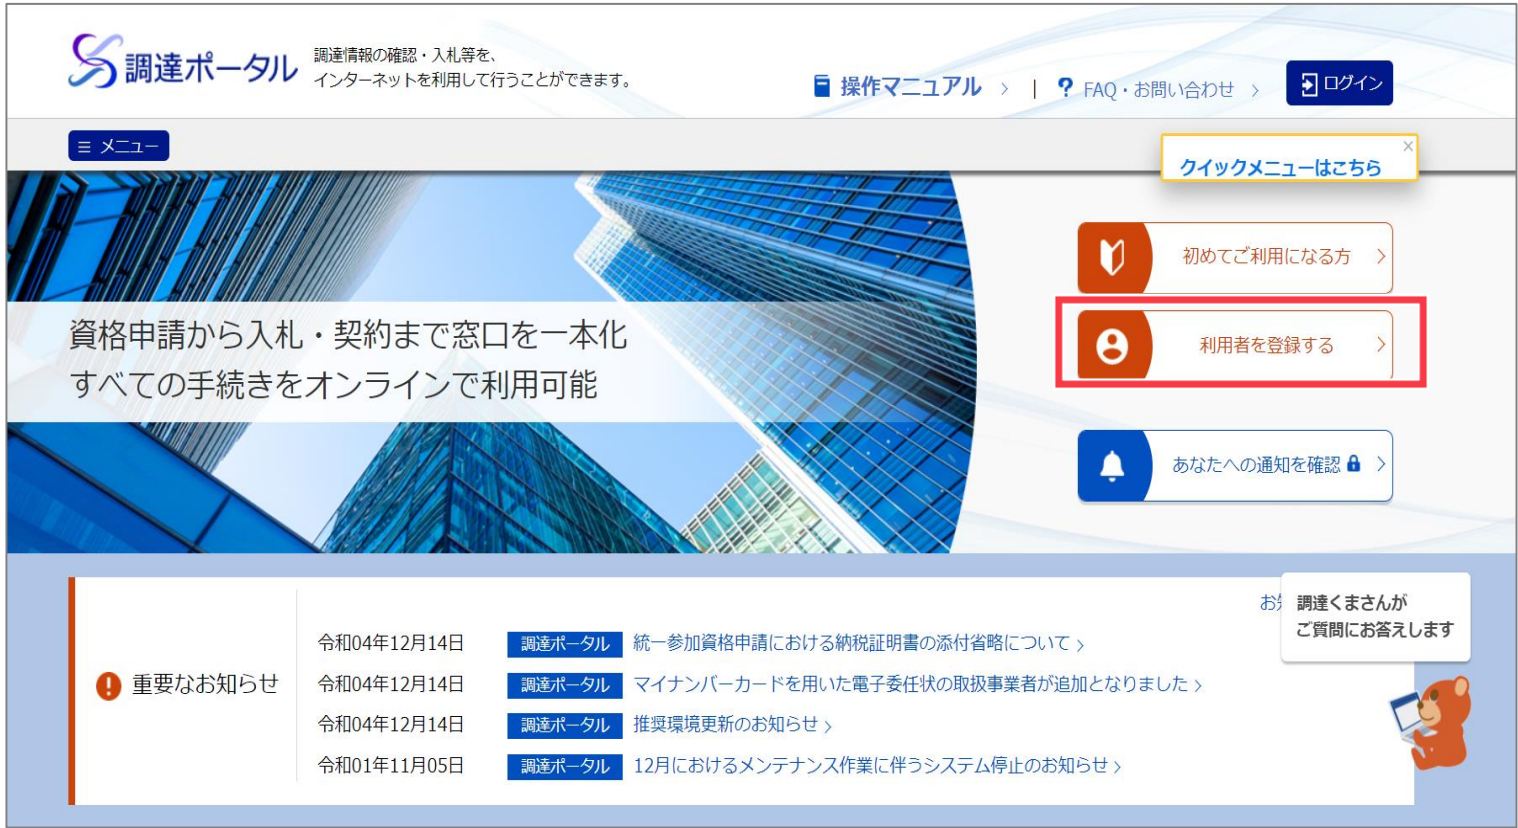 調達ポータル
調達情報の確認・入札等を、
インターネットを利用して行うことができます。
操作マニュアル
FAQ・お問い合わせ
ログイン
メニュー
クイックメニューはこちら
初めてご利用になる方
利用者を登録する
資格申請から入札・契約まで窓口を一本化
すべての手続きをオンラインで利用可能
あなたへの通知を確認
お知
調達くまさんが
ご質問にお答えします
重要なお知らせ
令和04年12月14日 調達ポータル 統一参加資格申請における納税証明書の添付省略について
令和04年12月14日 調達ポータル マイナンバーカードを用いた電子委任状の取扱事業者が追加となりました
令和04年12月14日 調達ポータル 推奨環境更新のお知らせ
令和01年11月05日 調達ポータル 12月におけるメンテナンス作業に伴うシステム停止のお知らせ